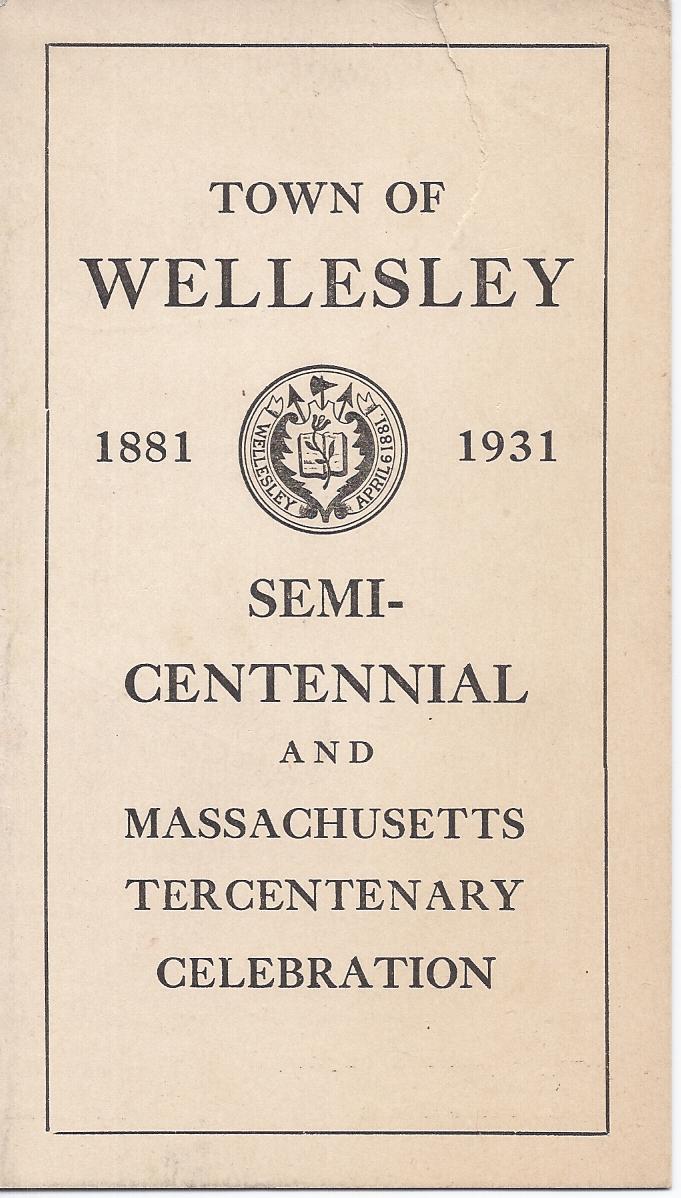 TOWN OF
WELLESLEY
1881
WELLESLEY
APRIL 6 1881.
1931
SEMI-
CENTENNIAL
AND
MASSACHUSETTS
TERCENTENARY
CELEBRATION